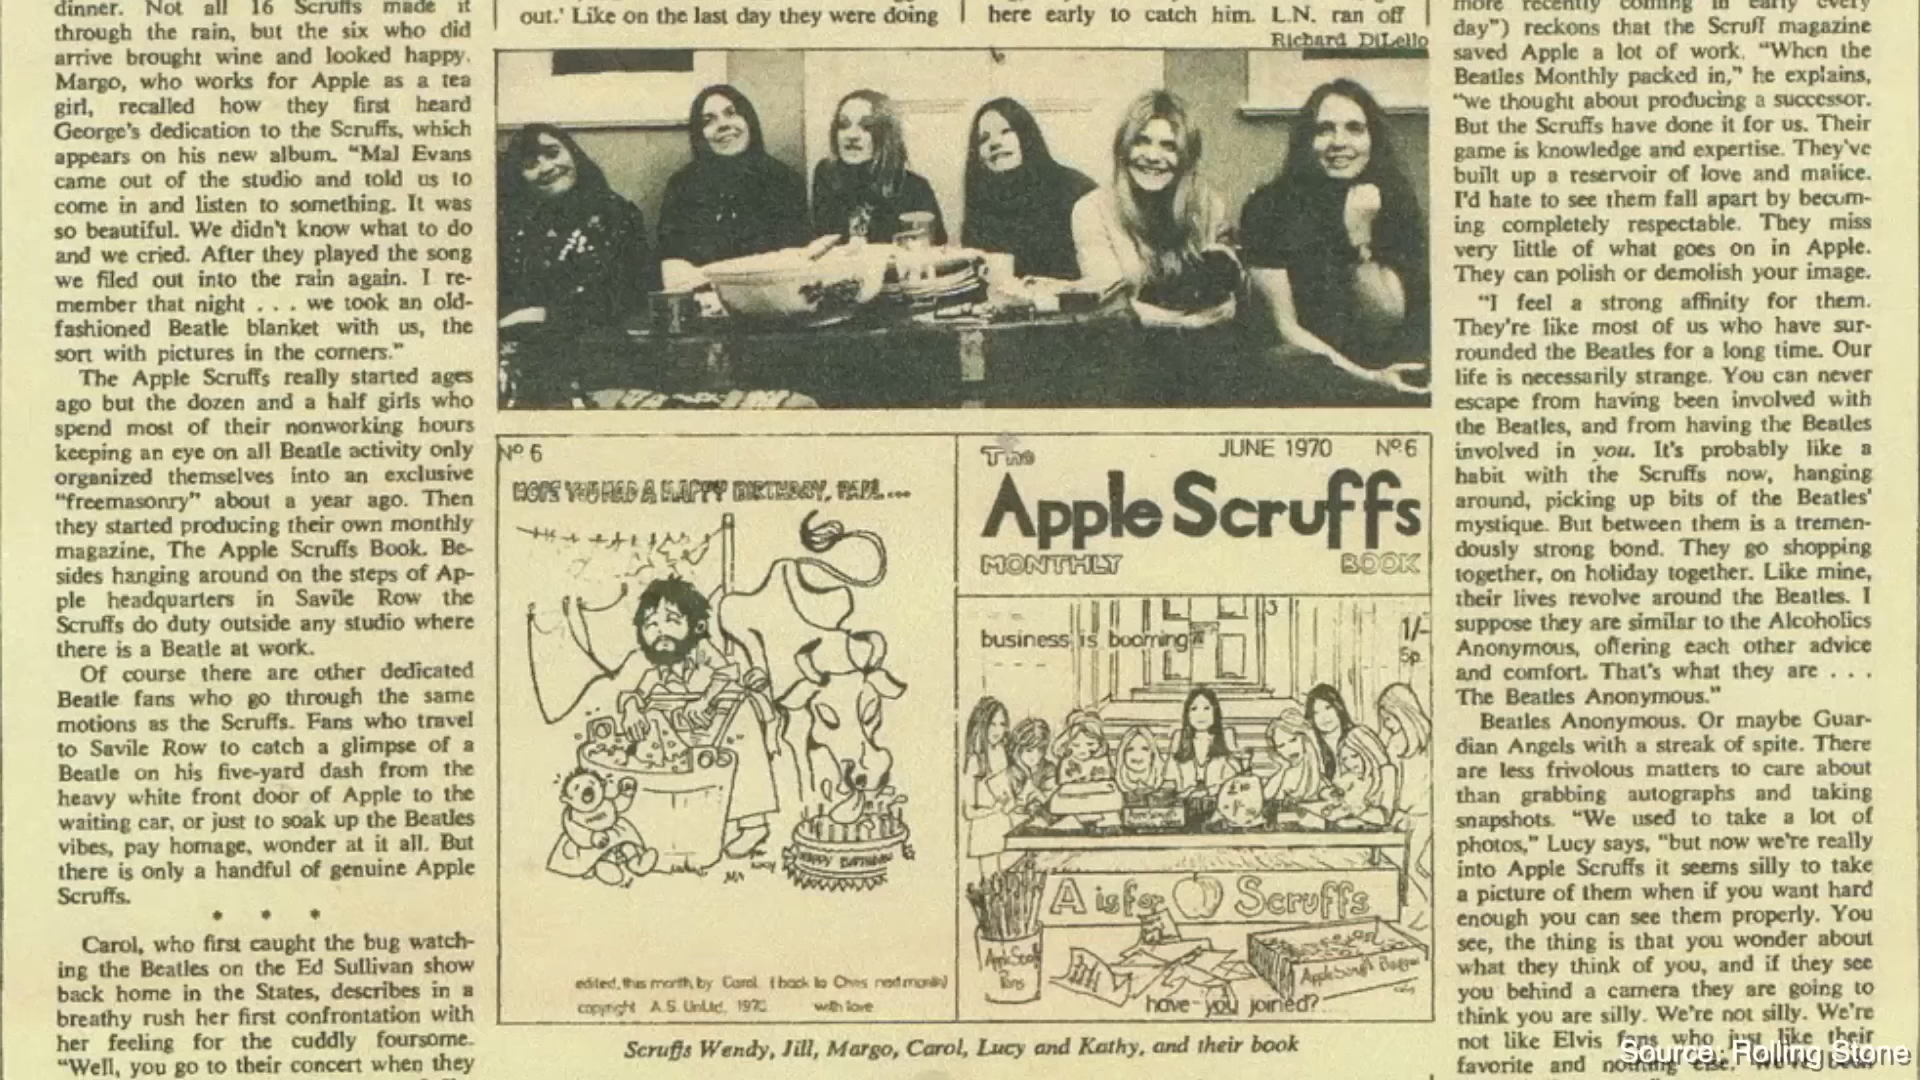 dinner. Not all 16 Scruffs made it
through the rain, but the six who did
arrive brought wine and looked happy.
Margo, who works for Apple as a tea
girl, recalled how they first heard
George's dedication to the Scruffs, which
appears on his new album. "Mal Evans
came out of the studio and told us to
come in and listen to something. It was
so beautiful. We didn't know what to do
and we cried. After they played the song
we filed out into the rain again. I re-
member that night . . . we took an old-
fashioned Beatle blanket with us, the
sort with pictures in the corners."
The Apple Scruffs really started ages
ago but the dozen and a half girls who
spend most of their nonworking hours
keeping an eye on all Beatle activity only
organized themselves into an exclusive
"freemasonry" about a year ago. Then
they started producing their own monthly
magazine, The Apple Scruffs Book. Be-
sides hanging around on the steps of Ap-
ple headquarters in Savile Row the
Scruffs do duty outside any studio where
there is a Beatle at work.
Of course there are other dedicated
Beatle fans who go through the same
motions as the Scruffs. Fans who travel
to Savile Row to catch a glimpse of a
Beatle on his five-yard dash from the
heavy white front door of Apple to the
waiting car, or just to soak up the Beatles
vibes, pay homage, wonder at it all. But
there is only a handful of genuine Apple
Scruffs.
* * *
Carol, who first caught the bug watch-
ing the Beatles on the Ed Sullivan show
back home in the States, describes in a
breathy rush her first confrontation with
her feeling for the cuddly foursome.
"Well, you go to their concert when they
out.' Like on the last day they were doing
here early to catch him. L.N. ran off
Richard DiLello
Nº 6
HOPE YOU HAD A HAPPY BIRTHDAY, PAUL...
HAPPY BIRTHDAY
edited this month by Carol (back to Chris next month)
copyright A.S. UnLtd. 1970 with love
The JUNE 1970 Nº 6
Apple Scruffs
MONTHLY BOOK
3
business is booming
1/-
5p
A is for Scruffs
Apple Scruff
have you joined?
Scruffs Wendy, Jill, Margo, Carol, Lucy and Kathy, and their book
more recently coming in early every
day") reckons that the Scruff magazine
saved Apple a lot of work. "When the
Beatles Monthly packed in," he explains,
"we thought about producing a successor.
But the Scruffs have done it for us. Their
game is knowledge and expertise. They've
built up a reservoir of love and malice.
I'd hate to see them fall apart by becom-
ing completely respectable. They miss
very little of what goes on in Apple.
They can polish or demolish your image.
"I feel a strong affinity for them.
They're like most of us who have sur-
rounded the Beatles for a long time. Our
life is necessarily strange. You can never
escape from having been involved with
the Beatles, and from having the Beatles
involved in you. It's probably like a
habit with the Scruffs now, hanging
around, picking up bits of the Beatles'
mystique. But between them is a tremen-
dously strong bond. They go shopping
together, on holiday together. Like mine,
their lives revolve around the Beatles. I
suppose they are similar to the Alcoholics
Anonymous, offering each other advice
and comfort. That's what they are . . .
The Beatles Anonymous."
Beatles Anonymous. Or maybe Guar-
dian Angels with a streak of spite. There
are less frivolous matters to care about
than grabbing autographs and taking
snapshots. "We used to take a lot of
photos," Lucy says, "but now we're really
into Apple Scruffs it seems silly to take
a picture of them when if you want hard
enough you can see them properly. You
see, the thing is that you wonder about
what they think of you, and if they see
you behind a camera they are going to
think you are silly. We're not silly. We're
not like Elvis fans who just like their
favorite and nothing else.
Source: Rolling Stone